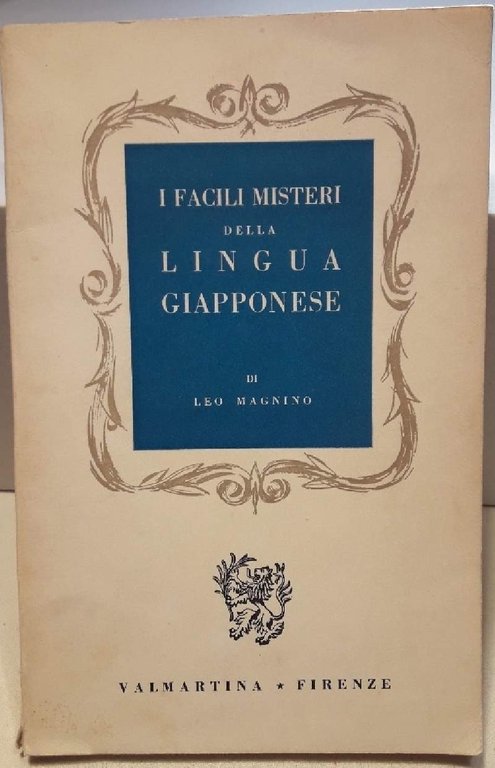 I FACILI MISTERI
DELLA
LINGUA
GIAPPONESE
DI
LEO MAGNINO
VALMARTINA ★ FIRENZE